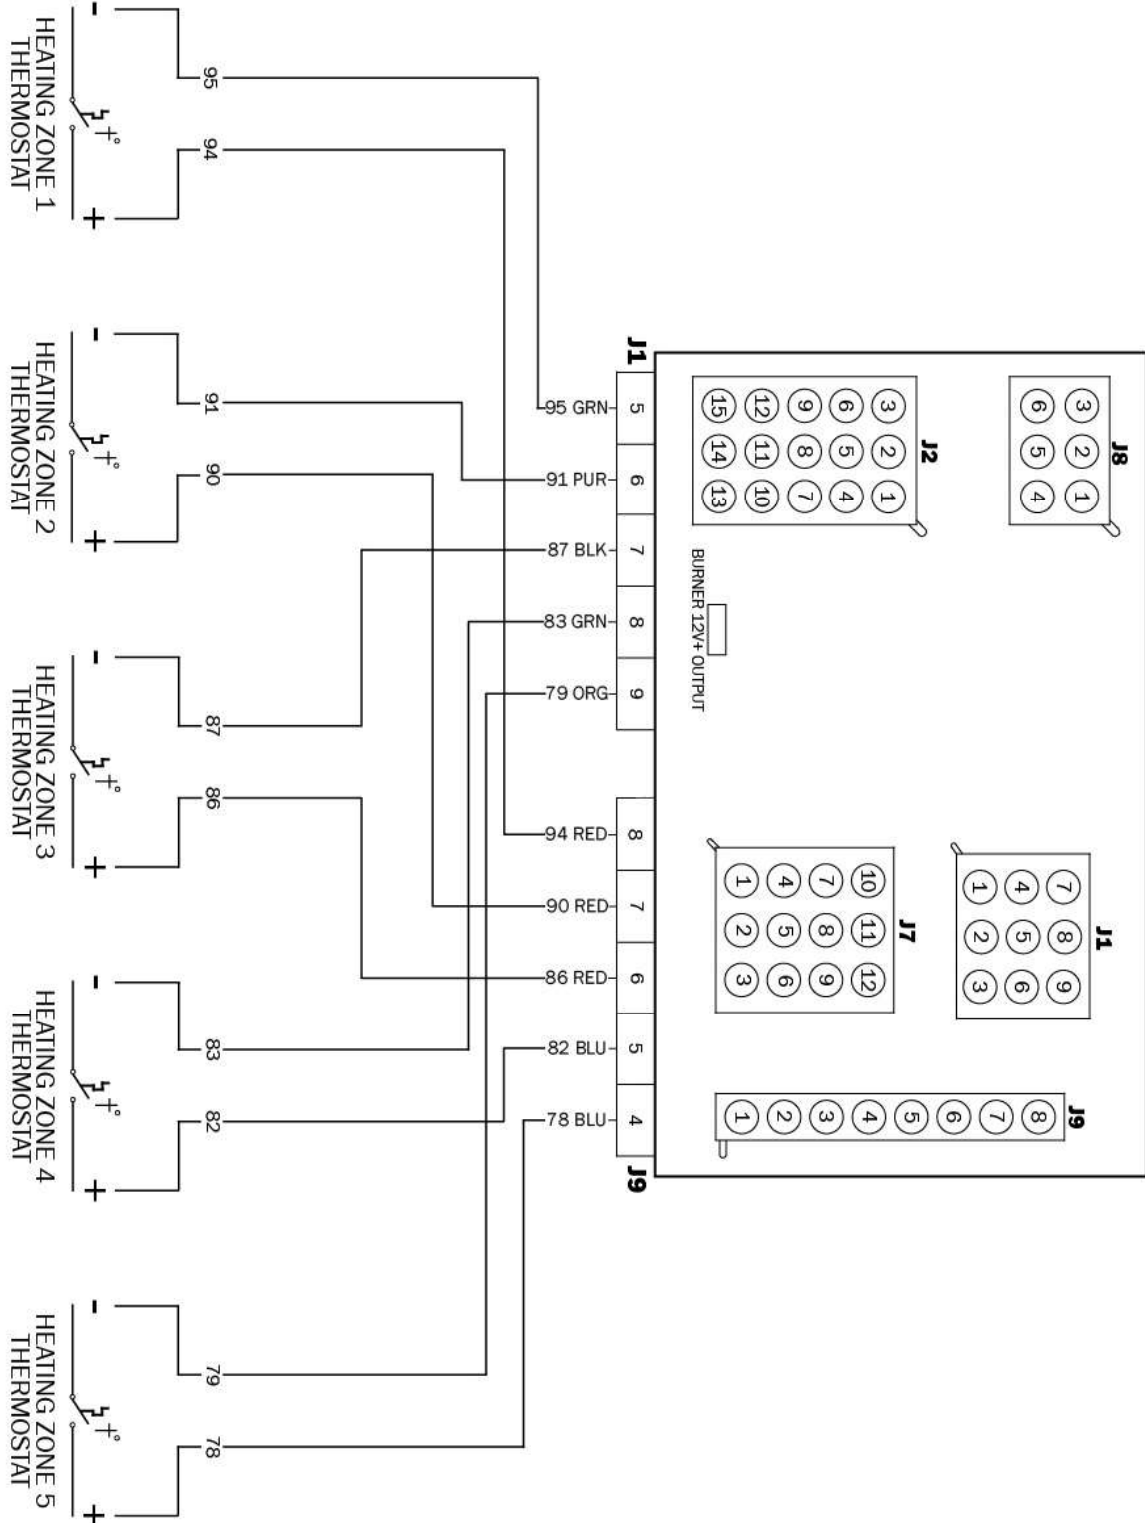 J8
3 2 1
6 5 4
J2
3 2 1
6 5 4
9 8 7
12 11 10
15 14 13
BURNER 12V+ OUTPUT
J1
7 8 9
4 5 6
1 2 3
J7
10 11 12
7 8 9
4 5 6
1 2 3
J9
8 7 6 5 4 3 2 1
J1
5 6 7 8 9
8 7 6 5 4
J9
95 GRN
91 PUR
87 BLK
83 GRN
79 ORG
94 RED
90 RED
86 RED
82 BLU
78 BLU
95 94
- +
HEATING ZONE 1
THERMOSTAT
91 90
- +
HEATING ZONE 2
THERMOSTAT
87 86
- +
HEATING ZONE 3
THERMOSTAT
83 82
- +
HEATING ZONE 4
THERMOSTAT
79 78
- +
HEATING ZONE 5
THERMOSTAT